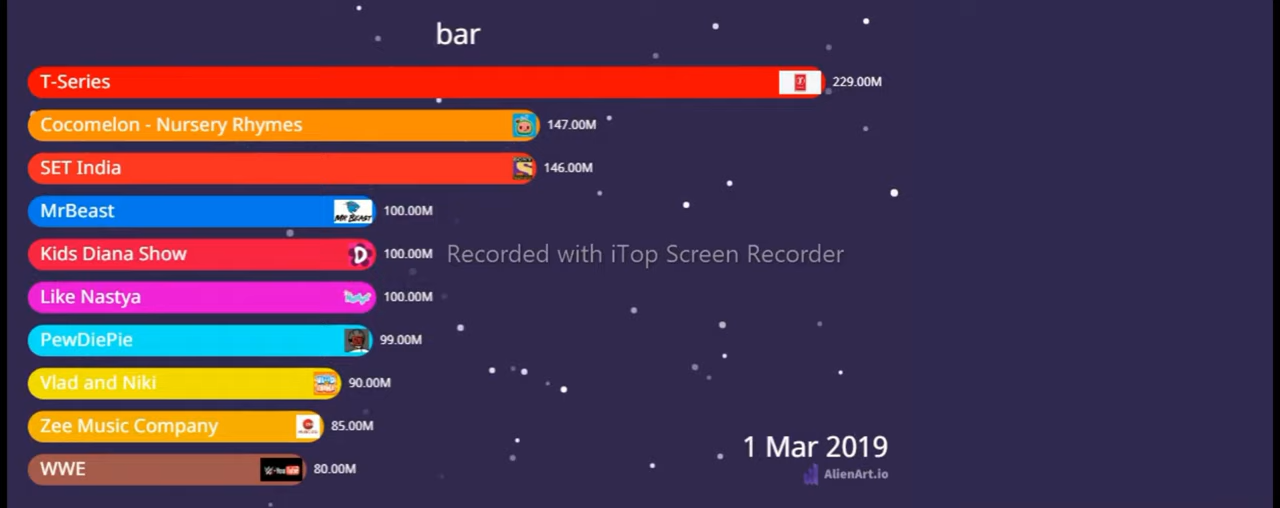 bar
T-Series 229.00M
Cocomelon - Nursery Rhymes 147.00M
SET India 146.00M
MrBeast MR BEAST 100.00M
Kids Diana Show D 100.00M
Recorded with iTop Screen Recorder
Like Nastya 100.00M
PewDiePie 99.00M
Vlad and Niki 90.00M
Zee Music Company 85.00M
WWE 80.00M
1 Mar 2019
AlienArt.io